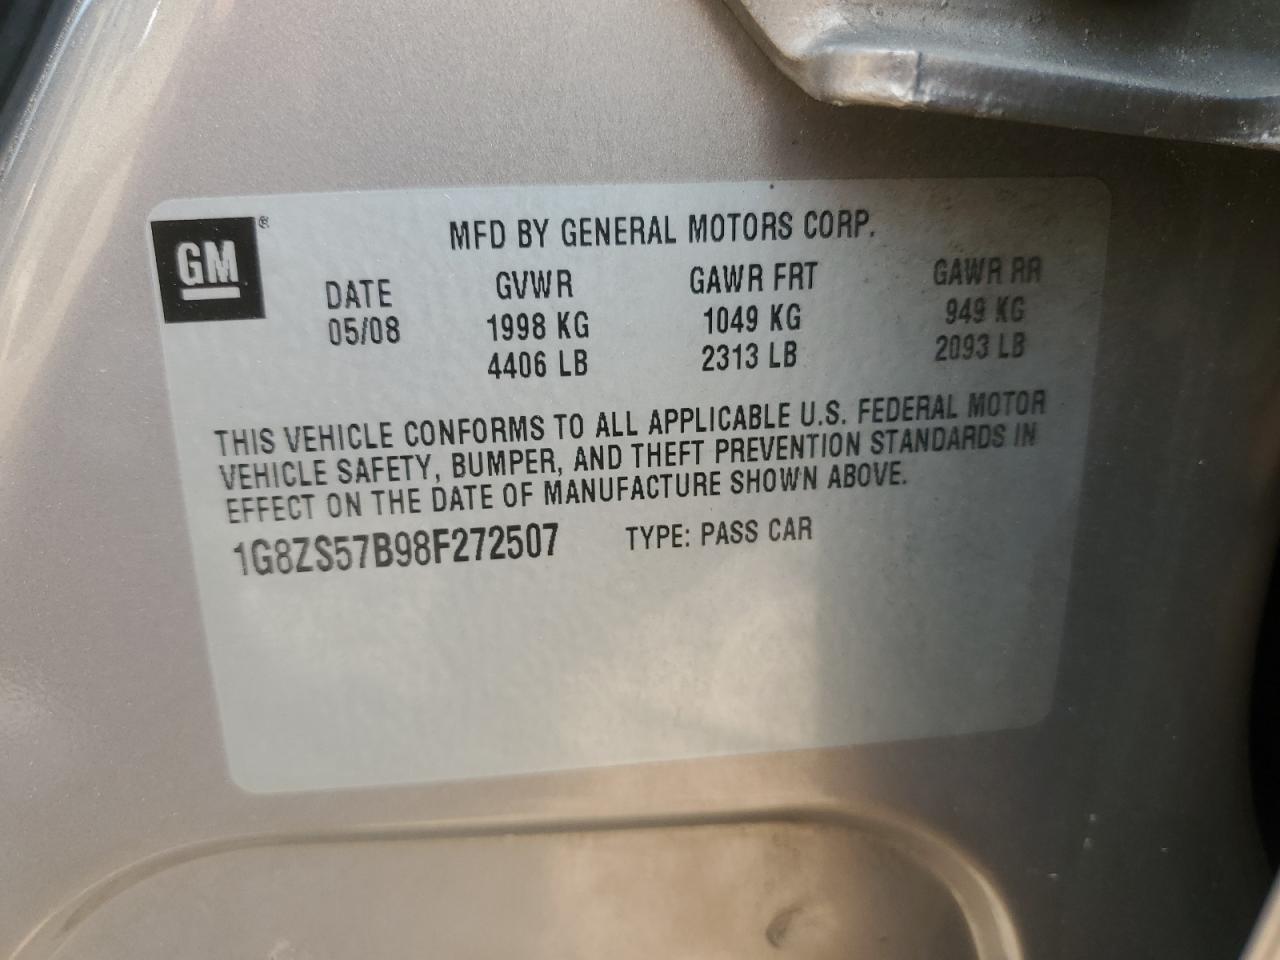 GM®
MFD BY GENERAL MOTORS CORP.
DATE GVWR GAWR FRT GAWR RR
05/08 1998 KG 1049 KG 949 KG
4406 LB 2313 LB 2093 LB
THIS VEHICLE CONFORMS TO ALL APPLICABLE U.S. FEDERAL MOTOR
VEHICLE SAFETY, BUMPER, AND THEFT PREVENTION STANDARDS IN
EFFECT ON THE DATE OF MANUFACTURE SHOWN ABOVE.
1G8ZS57B98F272507 TYPE: PASS CAR